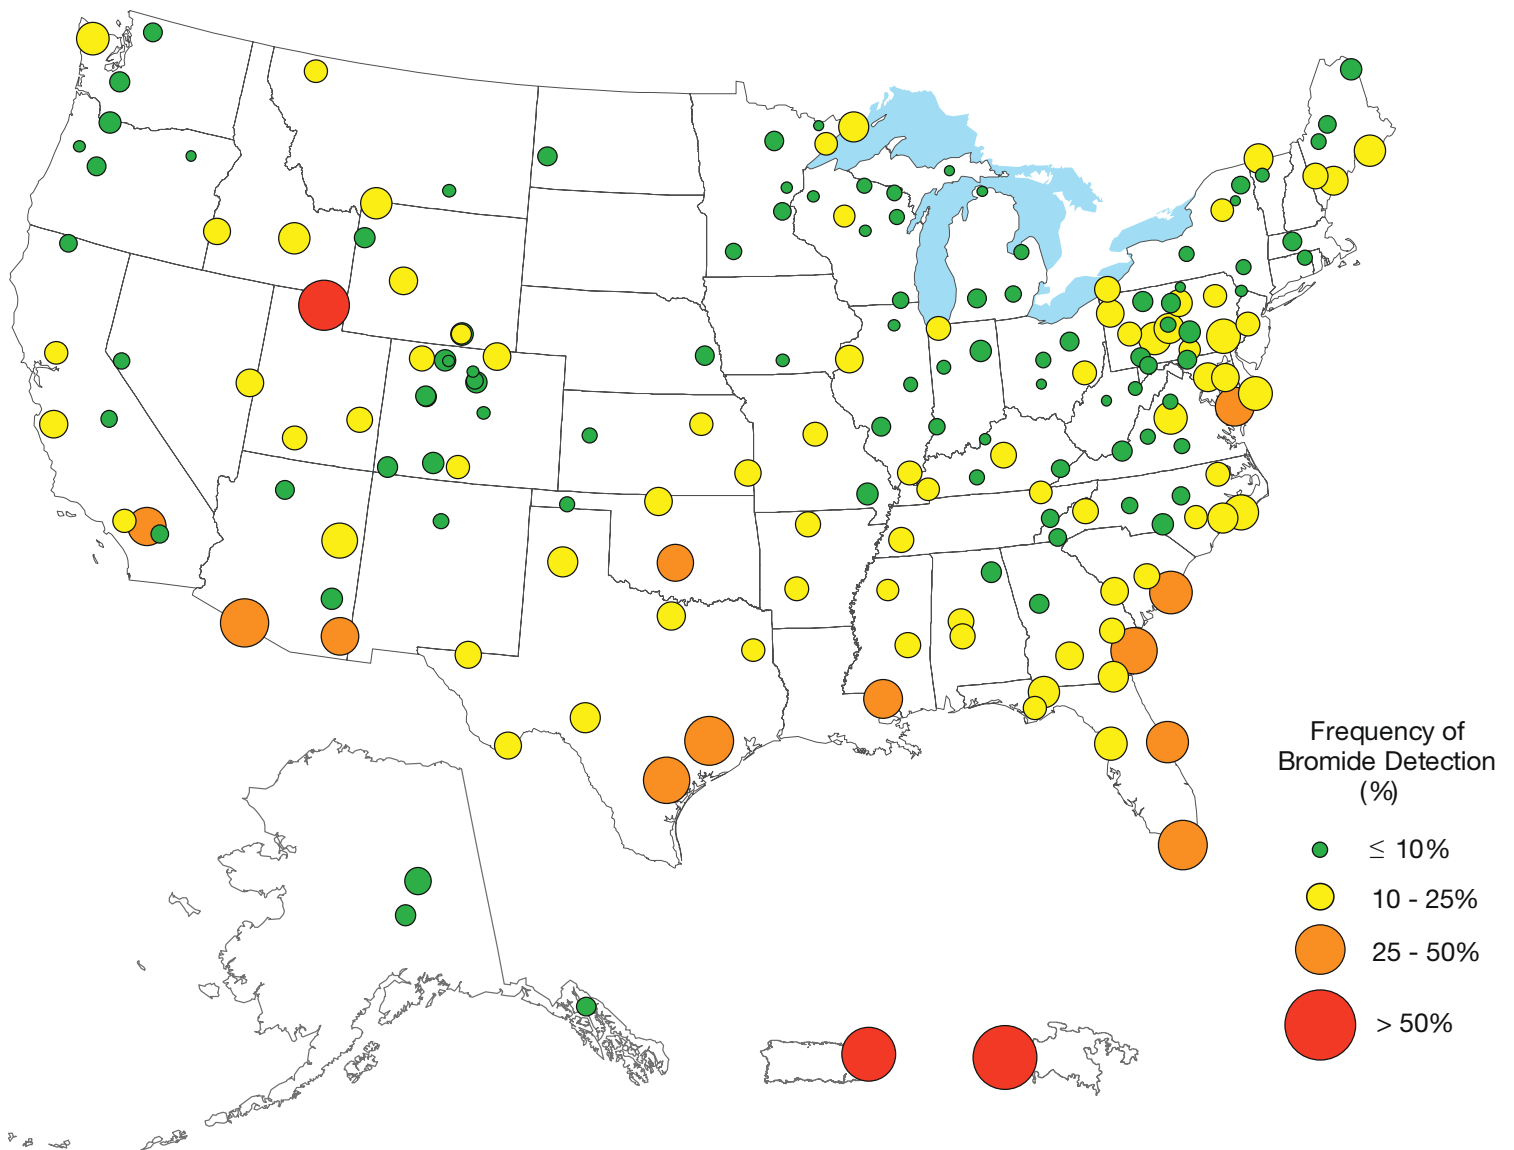 Frequency of
Bromide Detection
(%)
≤ 10%
10 - 25%
25 - 50%
> 50%